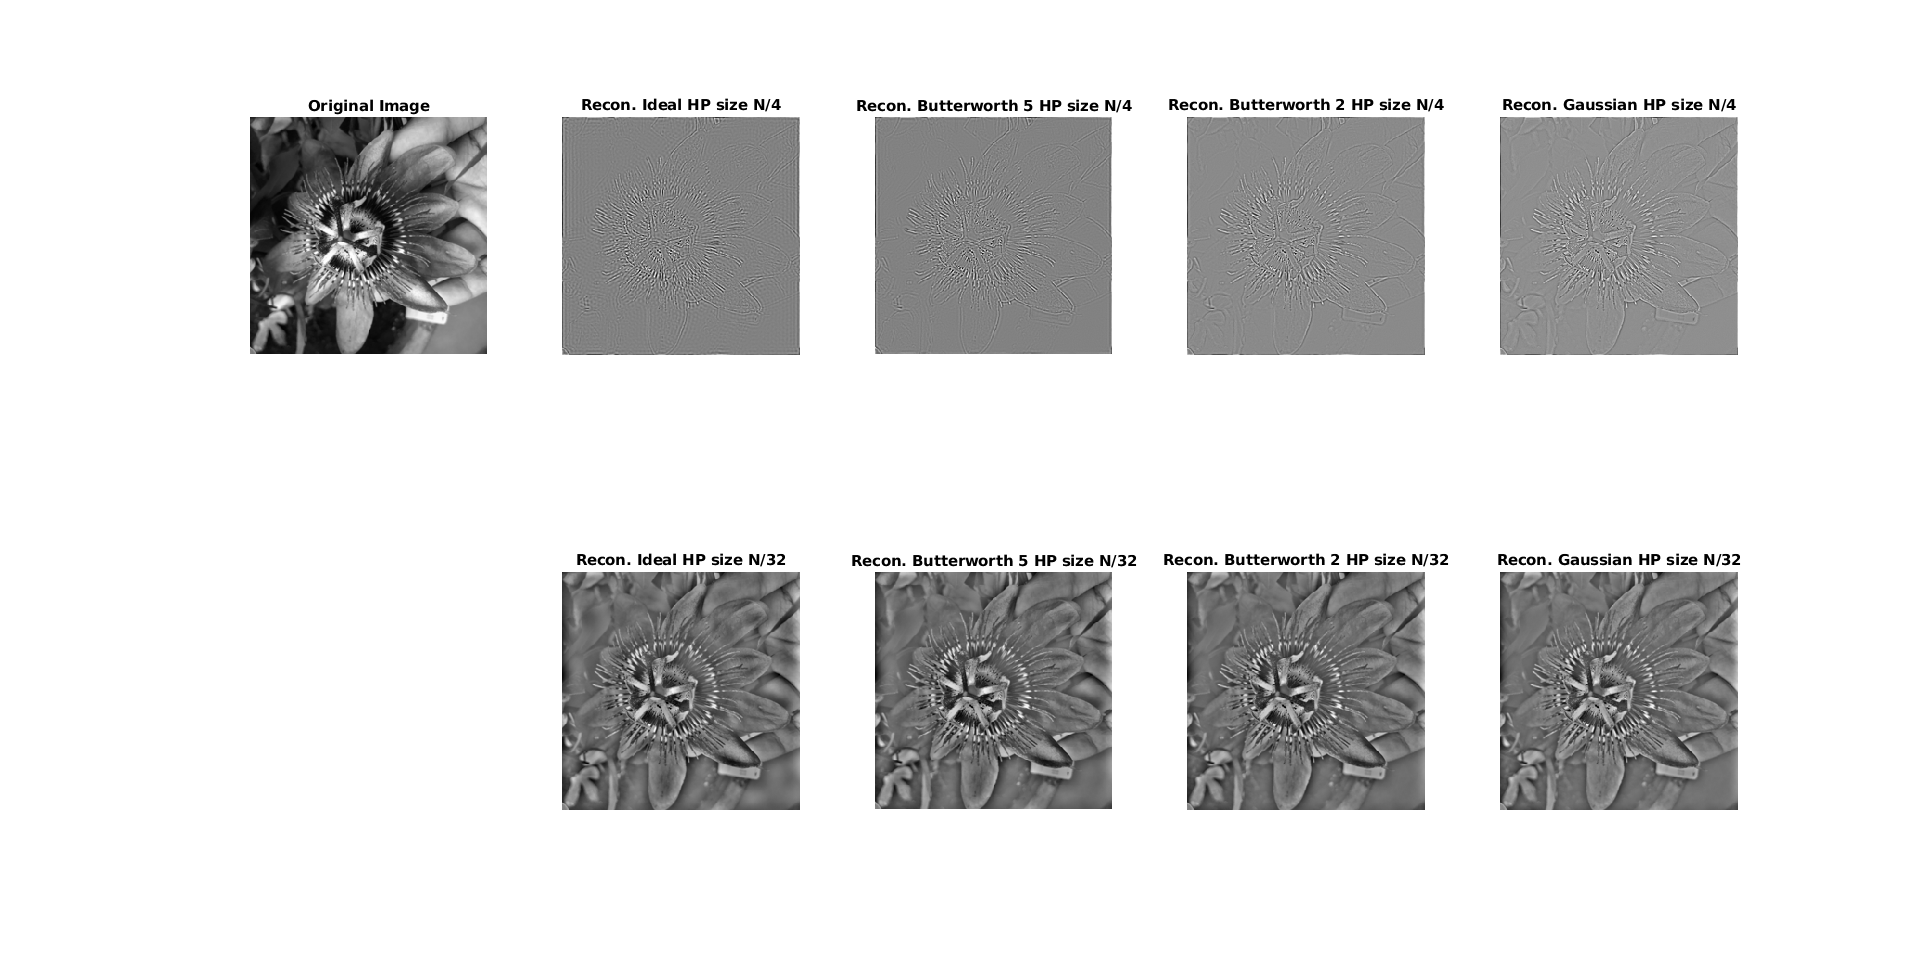 Original Image
Recon. Ideal HP size N/4
Recon. Butterworth 5 HP size N/4
Recon. Butterworth 2 HP size N/4
Recon. Gaussian HP size N/4
Recon. Ideal HP size N/32
Recon. Butterworth 5 HP size N/32
Recon. Butterworth 2 HP size N/32
Recon. Gaussian HP size N/32